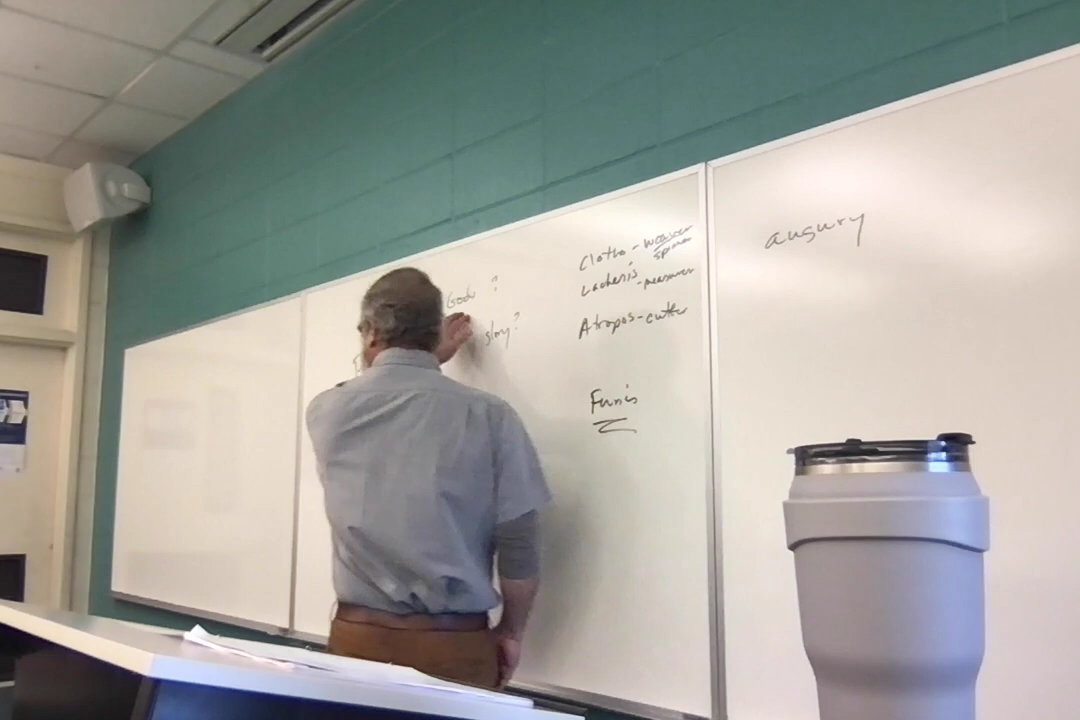 Gods ?
story?
Clotho - weaver
spinner
Lachesis
- measurer
Atropos - cutter
Furies
augury